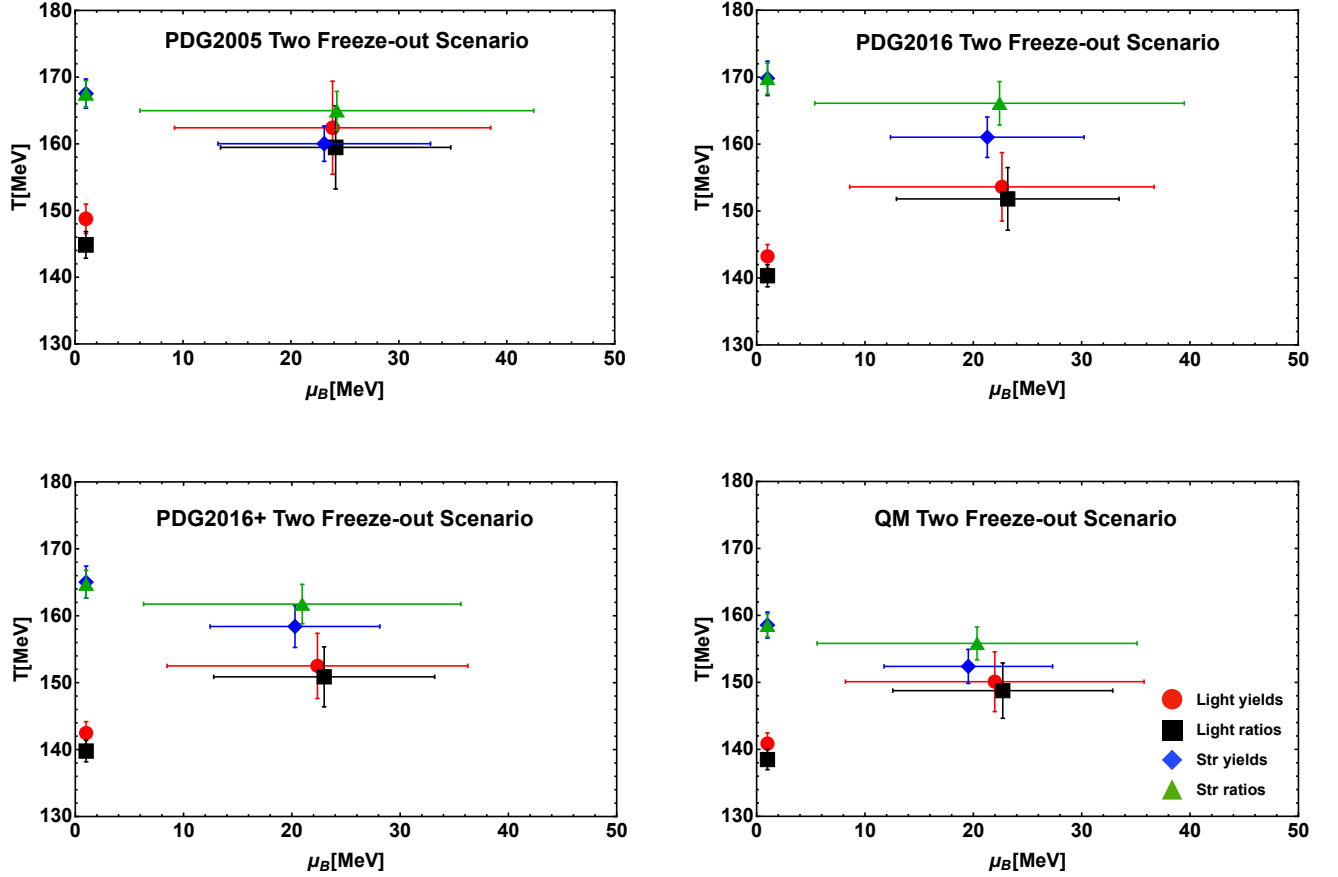 PDG2005 Two Freeze-out Scenario
T[MeV]
180
170
160
150
140
130
0 10 20 30 40 50
μB[MeV]
PDG2016 Two Freeze-out Scenario
T[MeV]
180
170
160
150
140
130
0 10 20 30 40 50
μB[MeV]
PDG2016+ Two Freeze-out Scenario
T[MeV]
180
170
160
150
140
130
0 10 20 30 40 50
μB[MeV]
QM Two Freeze-out Scenario
T[MeV]
180
170
160
150
140
130
0 10 20 30 40 50
μB[MeV]
Light yields
Light ratios
Str yields
Str ratios